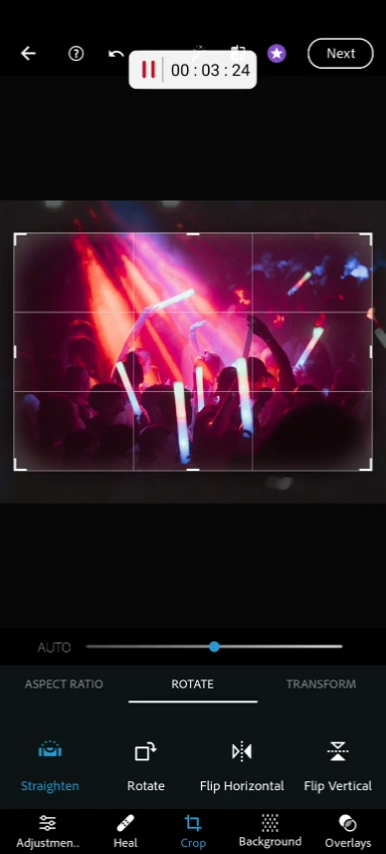 Next
00 : 03 : 24
AUTO
ASPECT RATIO ROTATE TRANSFORM
Straighten Rotate Flip Horizontal Flip Vertical
Adjustmen.. Heal Crop Background Overlays